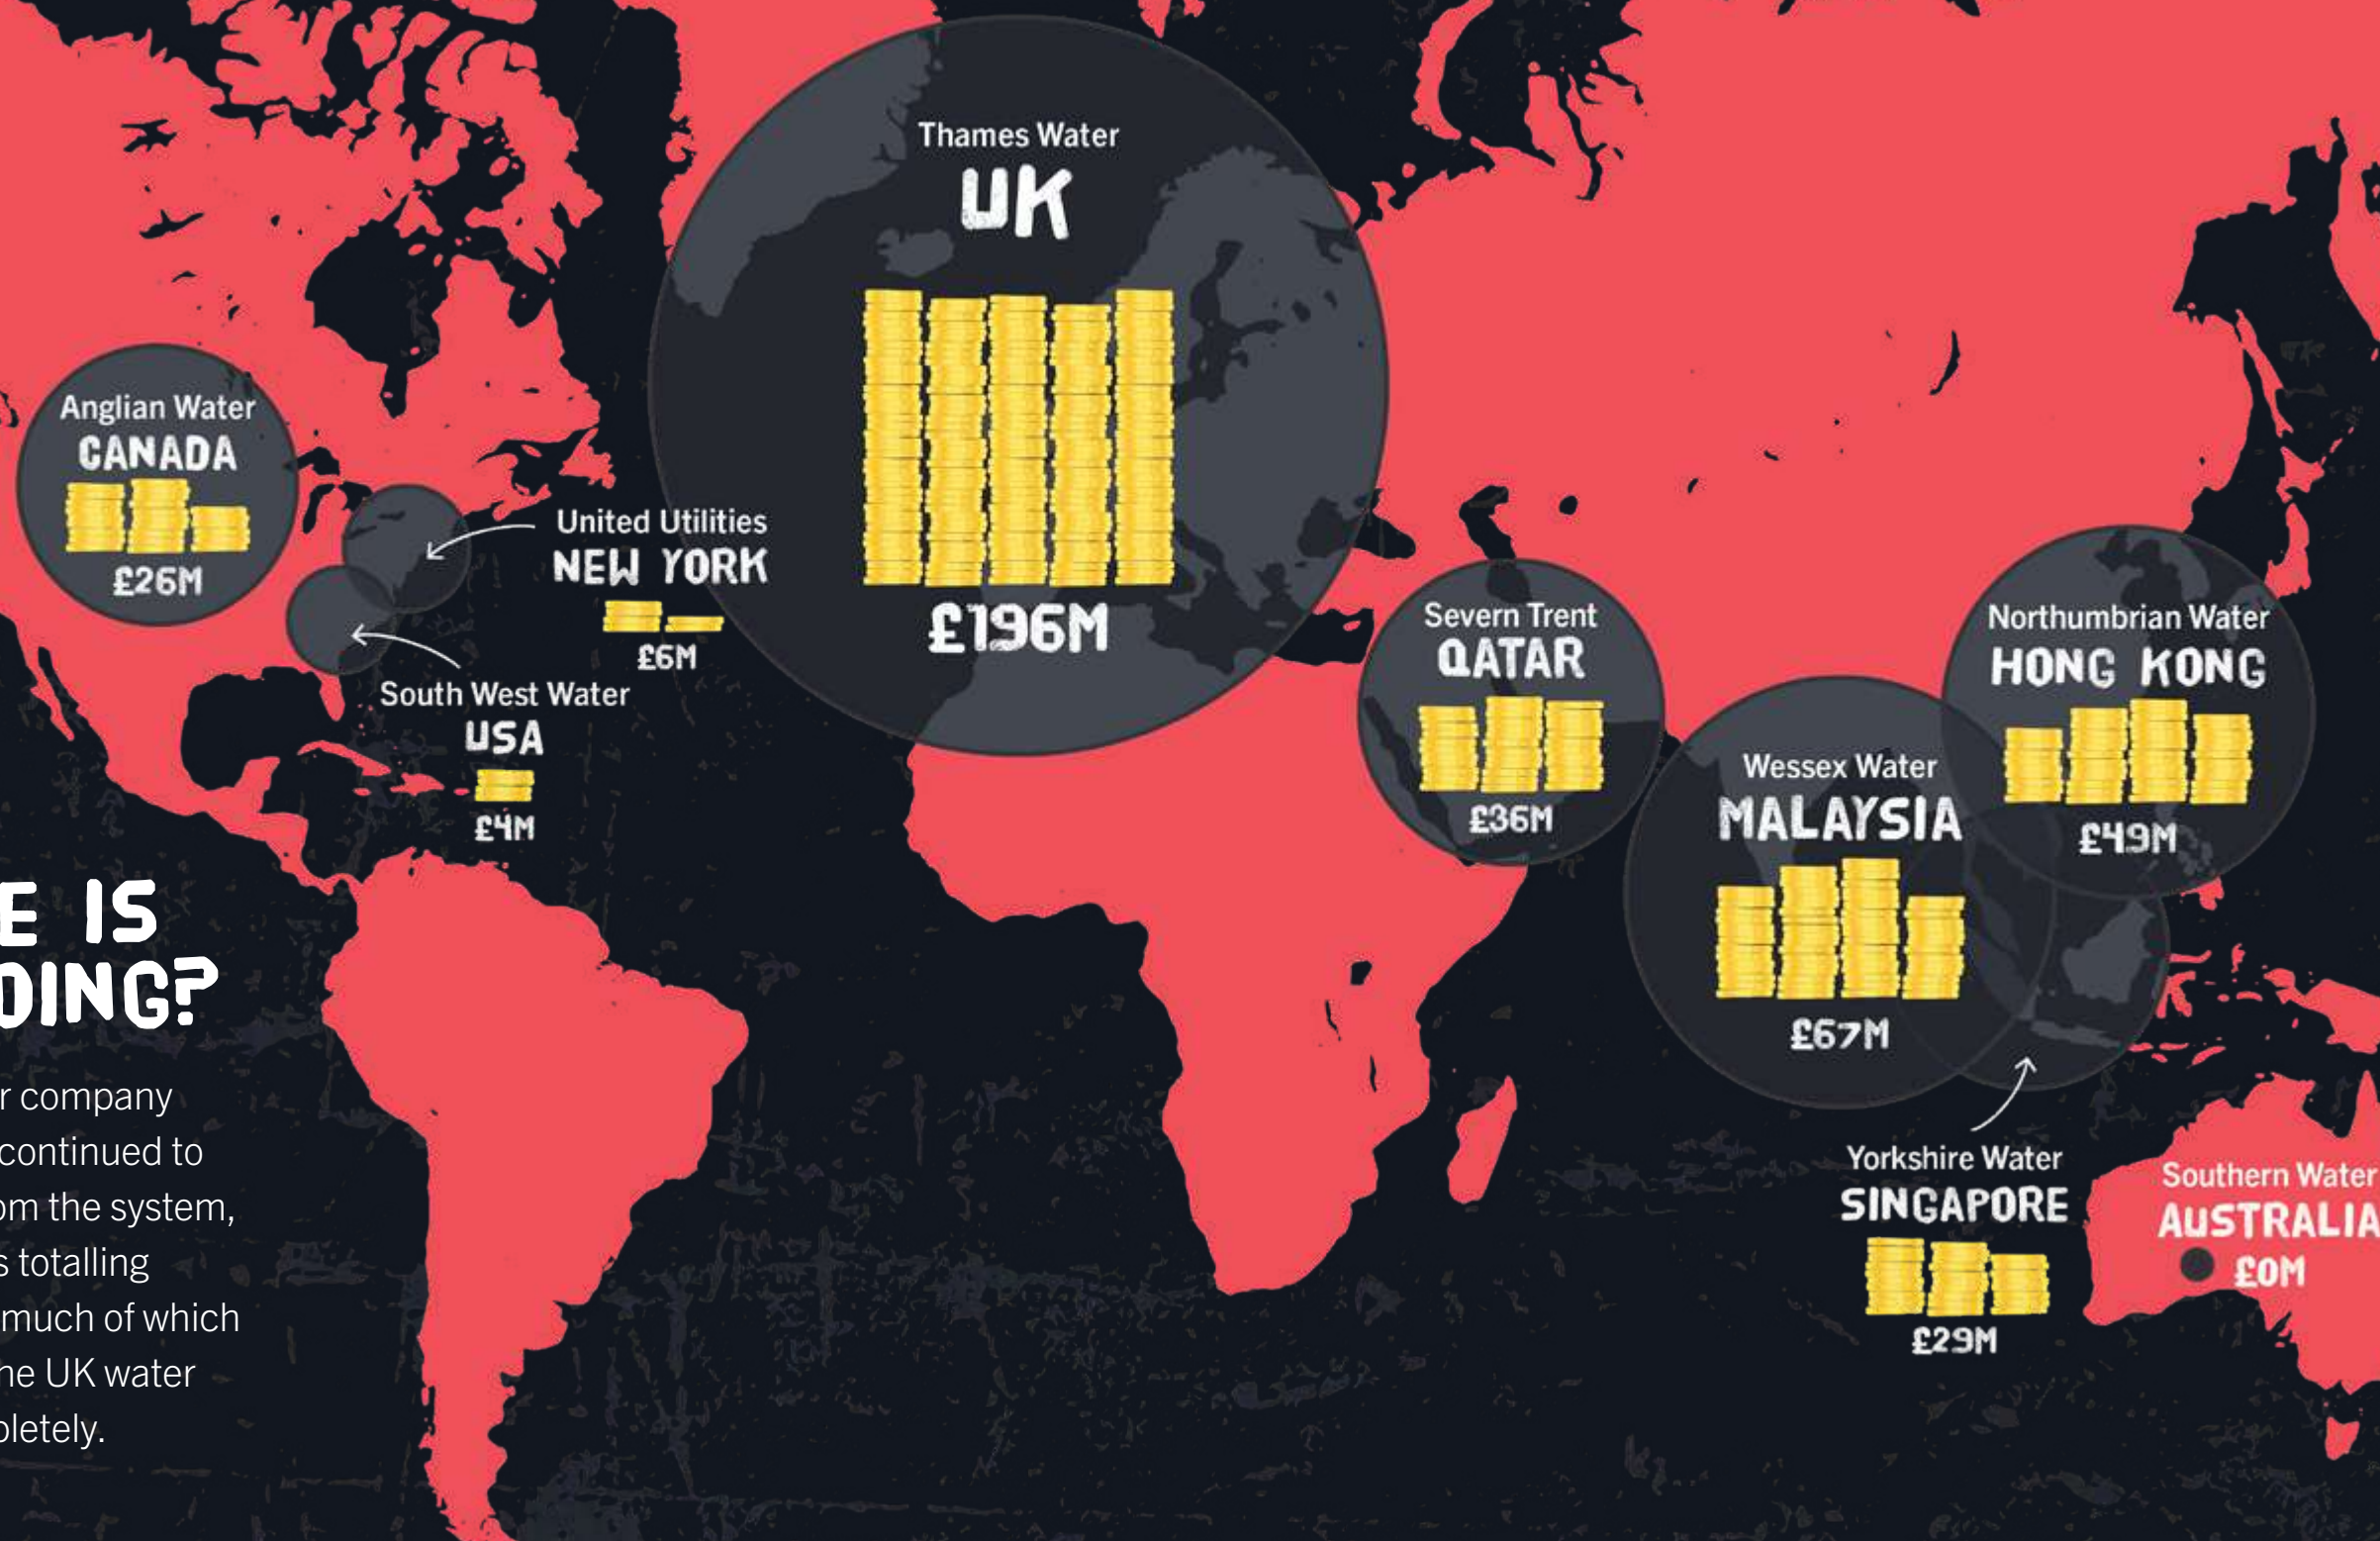 Thames Water
UK
£196M
Anglian Water
CANADA
£26M
United Utilities
NEW YORK
£6M
South West Water
USA
£4M
Severn Trent
QATAR
£36M
Northumbrian Water
HONG KONG
£49M
Wessex Water
MALAYSIA
£67M
Yorkshire Water
SINGAPORE
£29M
Southern Water
AUSTRALIA
£0M
E IS
OING?
r company
continued to
om the system,
s totalling
much of which
he UK water
pletely.